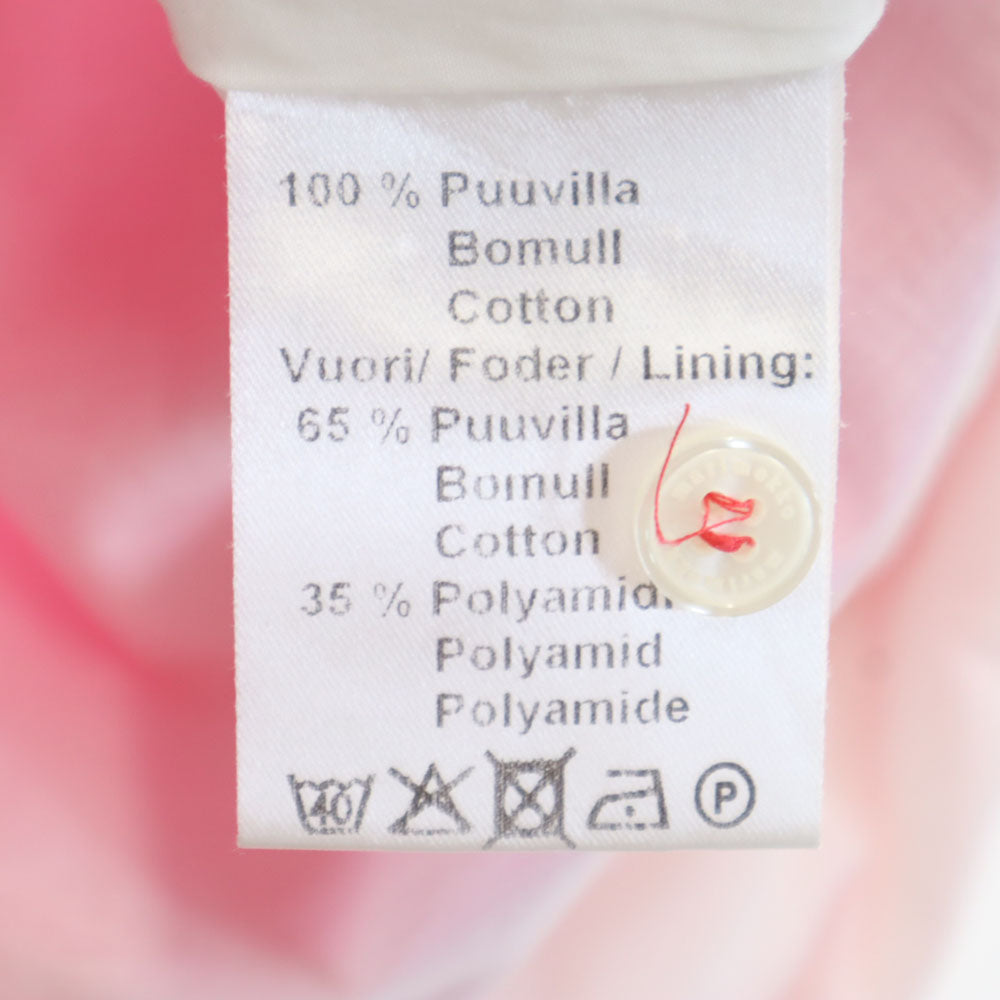 100 % Puuvilla
Bomull
Cotton
Vuori/ Foder / Lining:
65 % Puuvilla
Bomull
Cotton
35 % Polyamidi
Polyamid
Polyamide
40 P